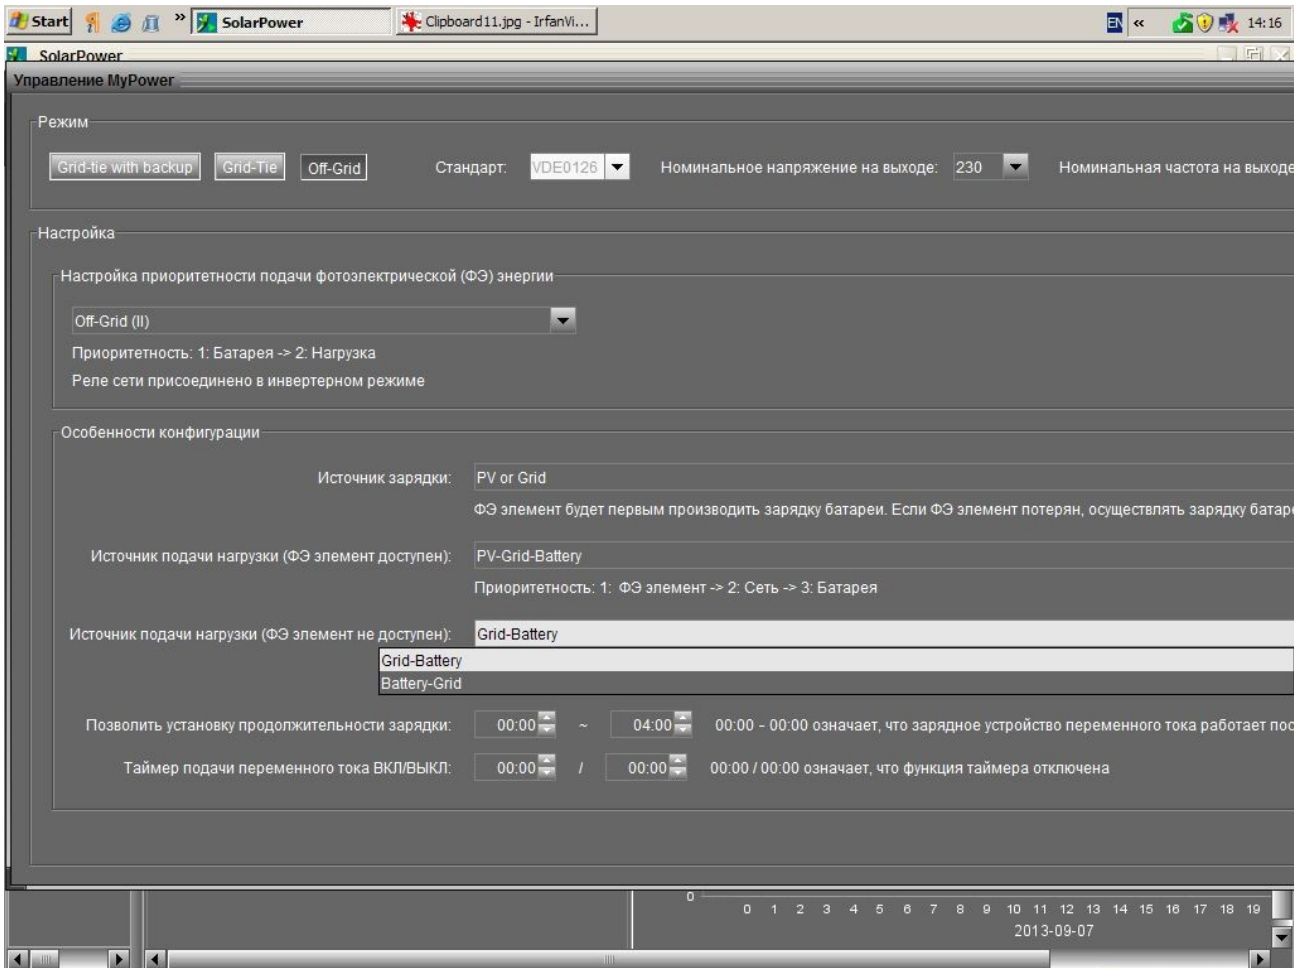 Start » SolarPower Clipboard11.jpg - IrfanVi... EN « 14:16
SolarPower
Управление MyPower
Режим
Grid-tie with backup Grid-Tie Off-Grid Стандарт: VDE0126 Номинальное напряжение на выходе: 230 Номинальная частота на выходе
Настройка
Настройка приоритетности подачи фотоэлектрической (ФЭ) энергии
Off-Grid (II)
Приоритетность: 1: Батарея -> 2: Нагрузка
Реле сети присоединено в инвертерном режиме
Особенности конфигурации
Источник зарядки: PV or Grid
ФЭ элемент будет первым производить зарядку батареи. Если ФЭ элемент потерян, осуществлять зарядку батаре
Источник подачи нагрузки (ФЭ элемент доступен): PV-Grid-Battery
Приоритетность: 1: ФЭ элемент -> 2: Сеть -> 3: Батарея
Источник подачи нагрузки (ФЭ элемент не доступен): Grid-Battery
Grid-Battery
Battery-Grid
Позволить установку продолжительности зарядки: 00:00 ~ 04:00 00:00 - 00:00 означает, что зарядное устройство переменного тока работает пос
Таймер подачи переменного тока ВКЛ/ВЫКЛ: 00:00 / 00:00 00:00 / 00:00 означает, что функция таймера отключена
0
0 1 2 3 4 5 6 7 8 9 10 11 12 13 14 15 16 17 18 19
2013-09-07